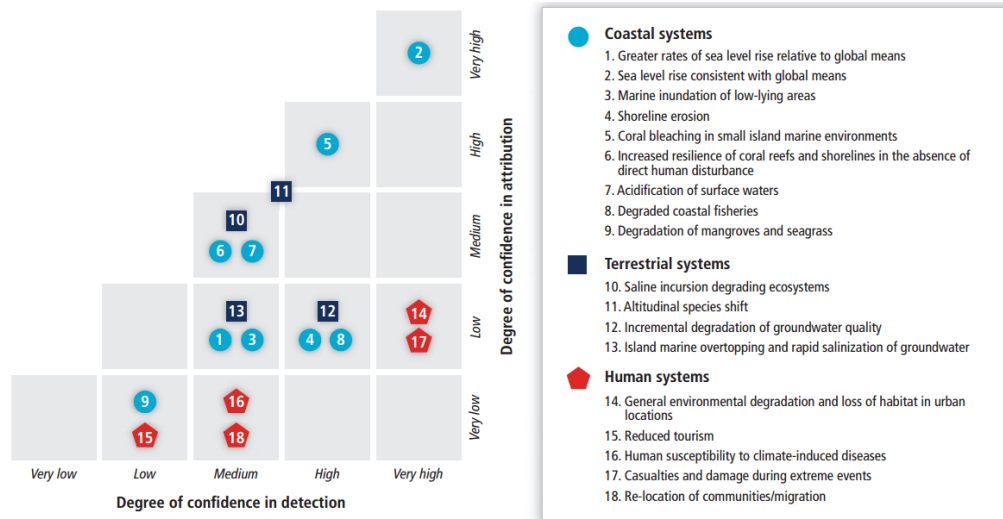 2
Very high
5
High
11
10
6 7
Medium
13
1 3
12
4 8
14
17
Low
9
15
16
18
Very low
Degree of confidence in attribution
Very low Low Medium High Very high
Degree of confidence in detection
Coastal systems
1. Greater rates of sea level rise relative to global means
2. Sea level rise consistent with global means
3. Marine inundation of low-lying areas
4. Shoreline erosion
5. Coral bleaching in small island marine environments
6. Increased resilience of coral reefs and shorelines in the absence of
direct human disturbance
7. Acidification of surface waters
8. Degraded coastal fisheries
9. Degradation of mangroves and seagrass
Terrestrial systems
10. Saline incursion degrading ecosystems
11. Altitudinal species shift
12. Incremental degradation of groundwater quality
13. Island marine overtopping and rapid salinization of groundwater
Human systems
14. General environmental degradation and loss of habitat in urban
locations
15. Reduced tourism
16. Human susceptibility to climate-induced diseases
17. Casualties and damage during extreme events
18. Re-location of communities/migration